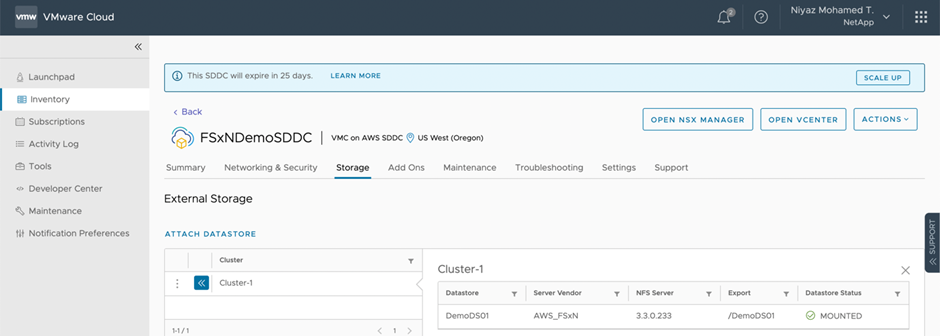 vmw VMware Cloud
2
Niyaz Mohamed T.
NetApp
Launchpad
Inventory
Subscriptions
Activity Log
Tools
Developer Center
Maintenance
Notification Preferences
This SDDC will expire in 25 days. LEARN MORE SCALE UP
Back
FSxNDemoSDDC VMC on AWS SDDC US West (Oregon)
OPEN NSX MANAGER OPEN VCENTER ACTIONS
Summary Networking & Security Storage Add Ons Maintenance Troubleshooting Settings Support
External Storage
ATTACH DATASTORE
Cluster
Cluster-1
1-1 / 1 1 / 1
Cluster-1
Datastore Server Vendor NFS Server Export Datastore Status
DemoDS01 AWS_FSxN 3.3.0.233 /DemoDS01 MOUNTED
SUPPORT